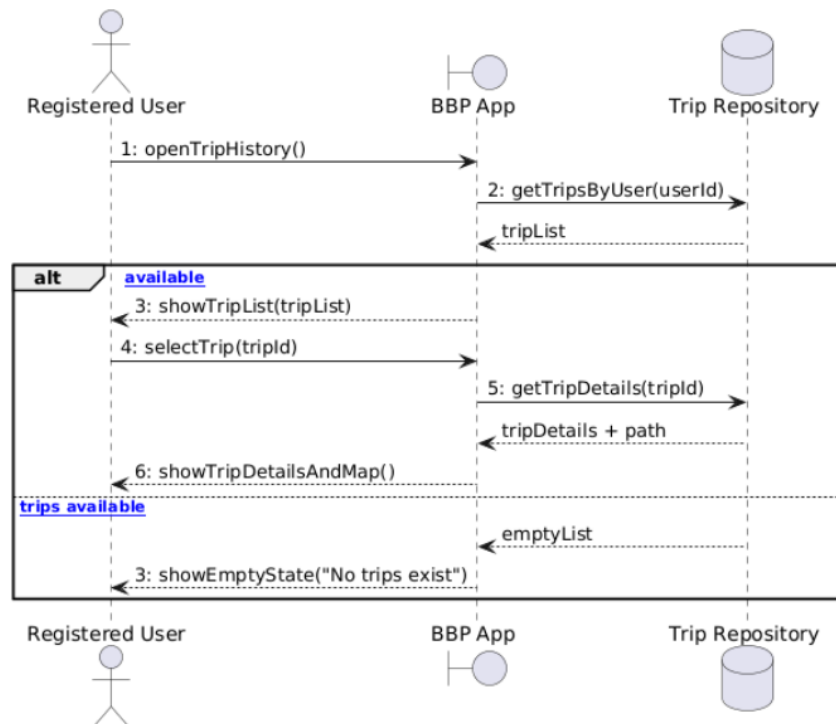 Registered User
BBP App
Trip Repository
1: openTripHistory()
2: getTripsByUser(userId)
tripList
alt
available
3: showTripList(tripList)
4: selectTrip(tripId)
5: getTripDetails(tripId)
tripDetails + path
6: showTripDetailsAndMap()
trips available
emptyList
3: showEmptyState("No trips exist")
Registered User
BBP App
Trip Repository